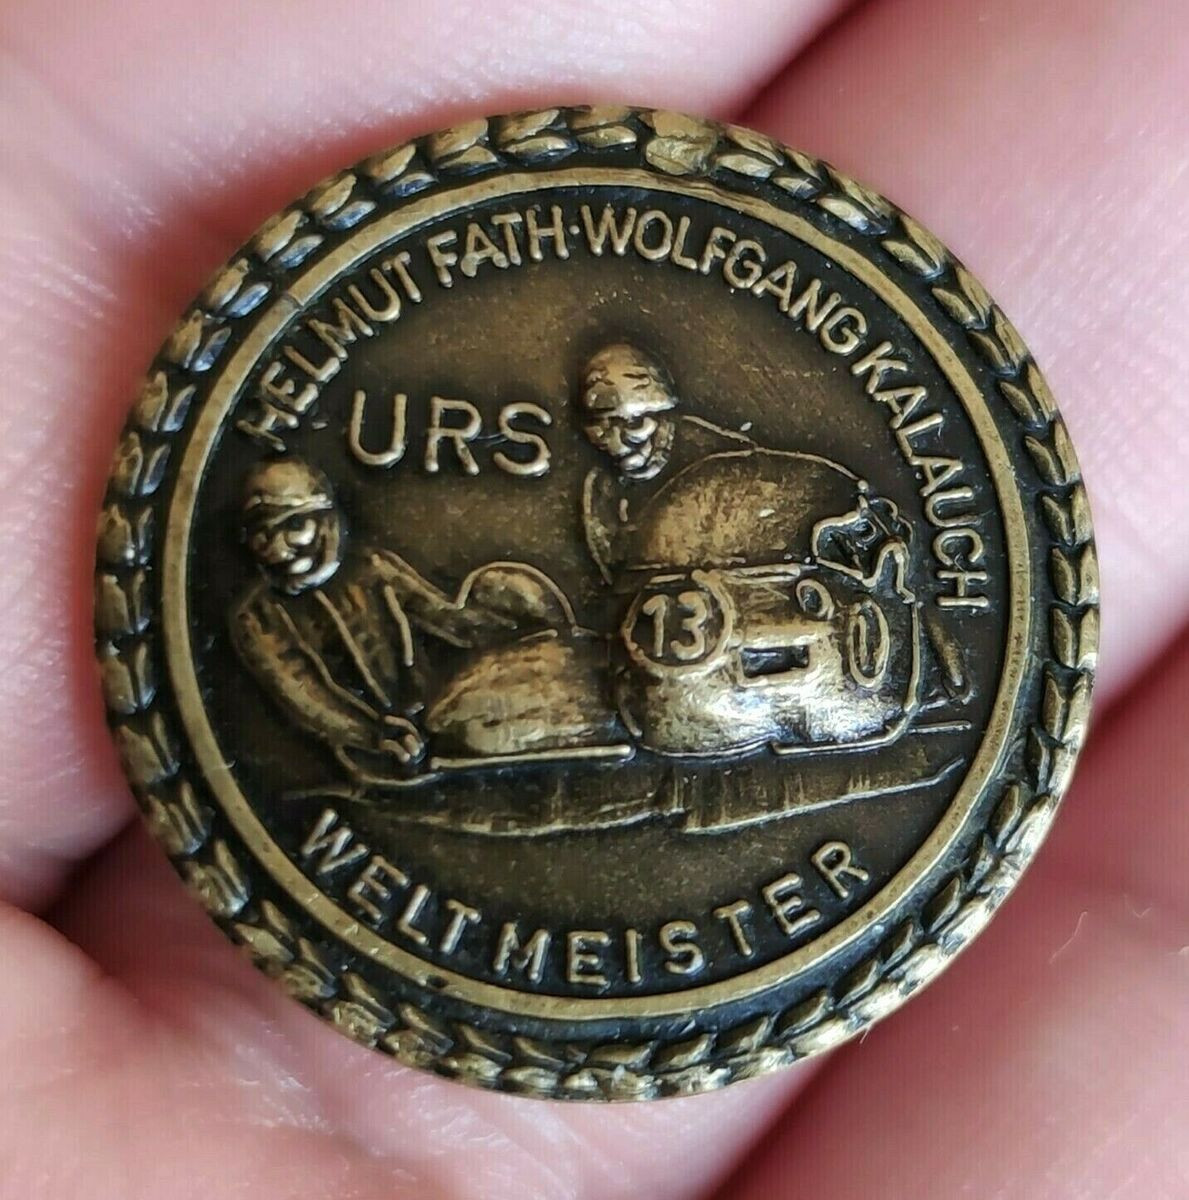 HELMUT FATH·WOLFGANG KALAUCH
URS
13
WELTMEISTER